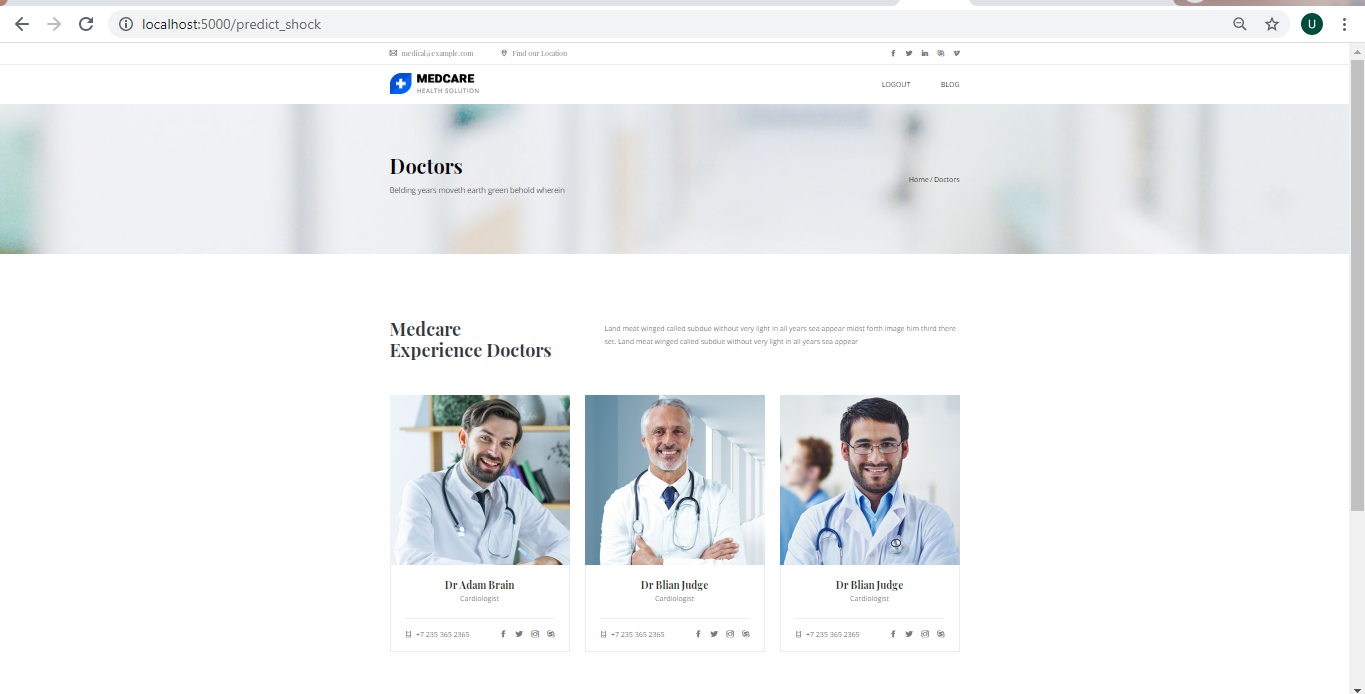 localhost:5000/predict_shock
U
medical@example.com Find our Location
MEDCARE
HEALTH SOLUTION
LOGOUT BLOG
Doctors
Belding years moveth earth green behold wherein
Home / Doctors
Medcare
Experience Doctors
Land meat winged called subdue without very light in all years sea appear midst forth image him third there
set. Land meat winged called subdue without very light in all years sea appear
Dr Adam Brain
Cardiologist
+7 235 365 2365
Dr Blian Judge
Cardiologist
+7 235 365 2365
Dr Blian Judge
Cardiologist
+7 235 365 2365